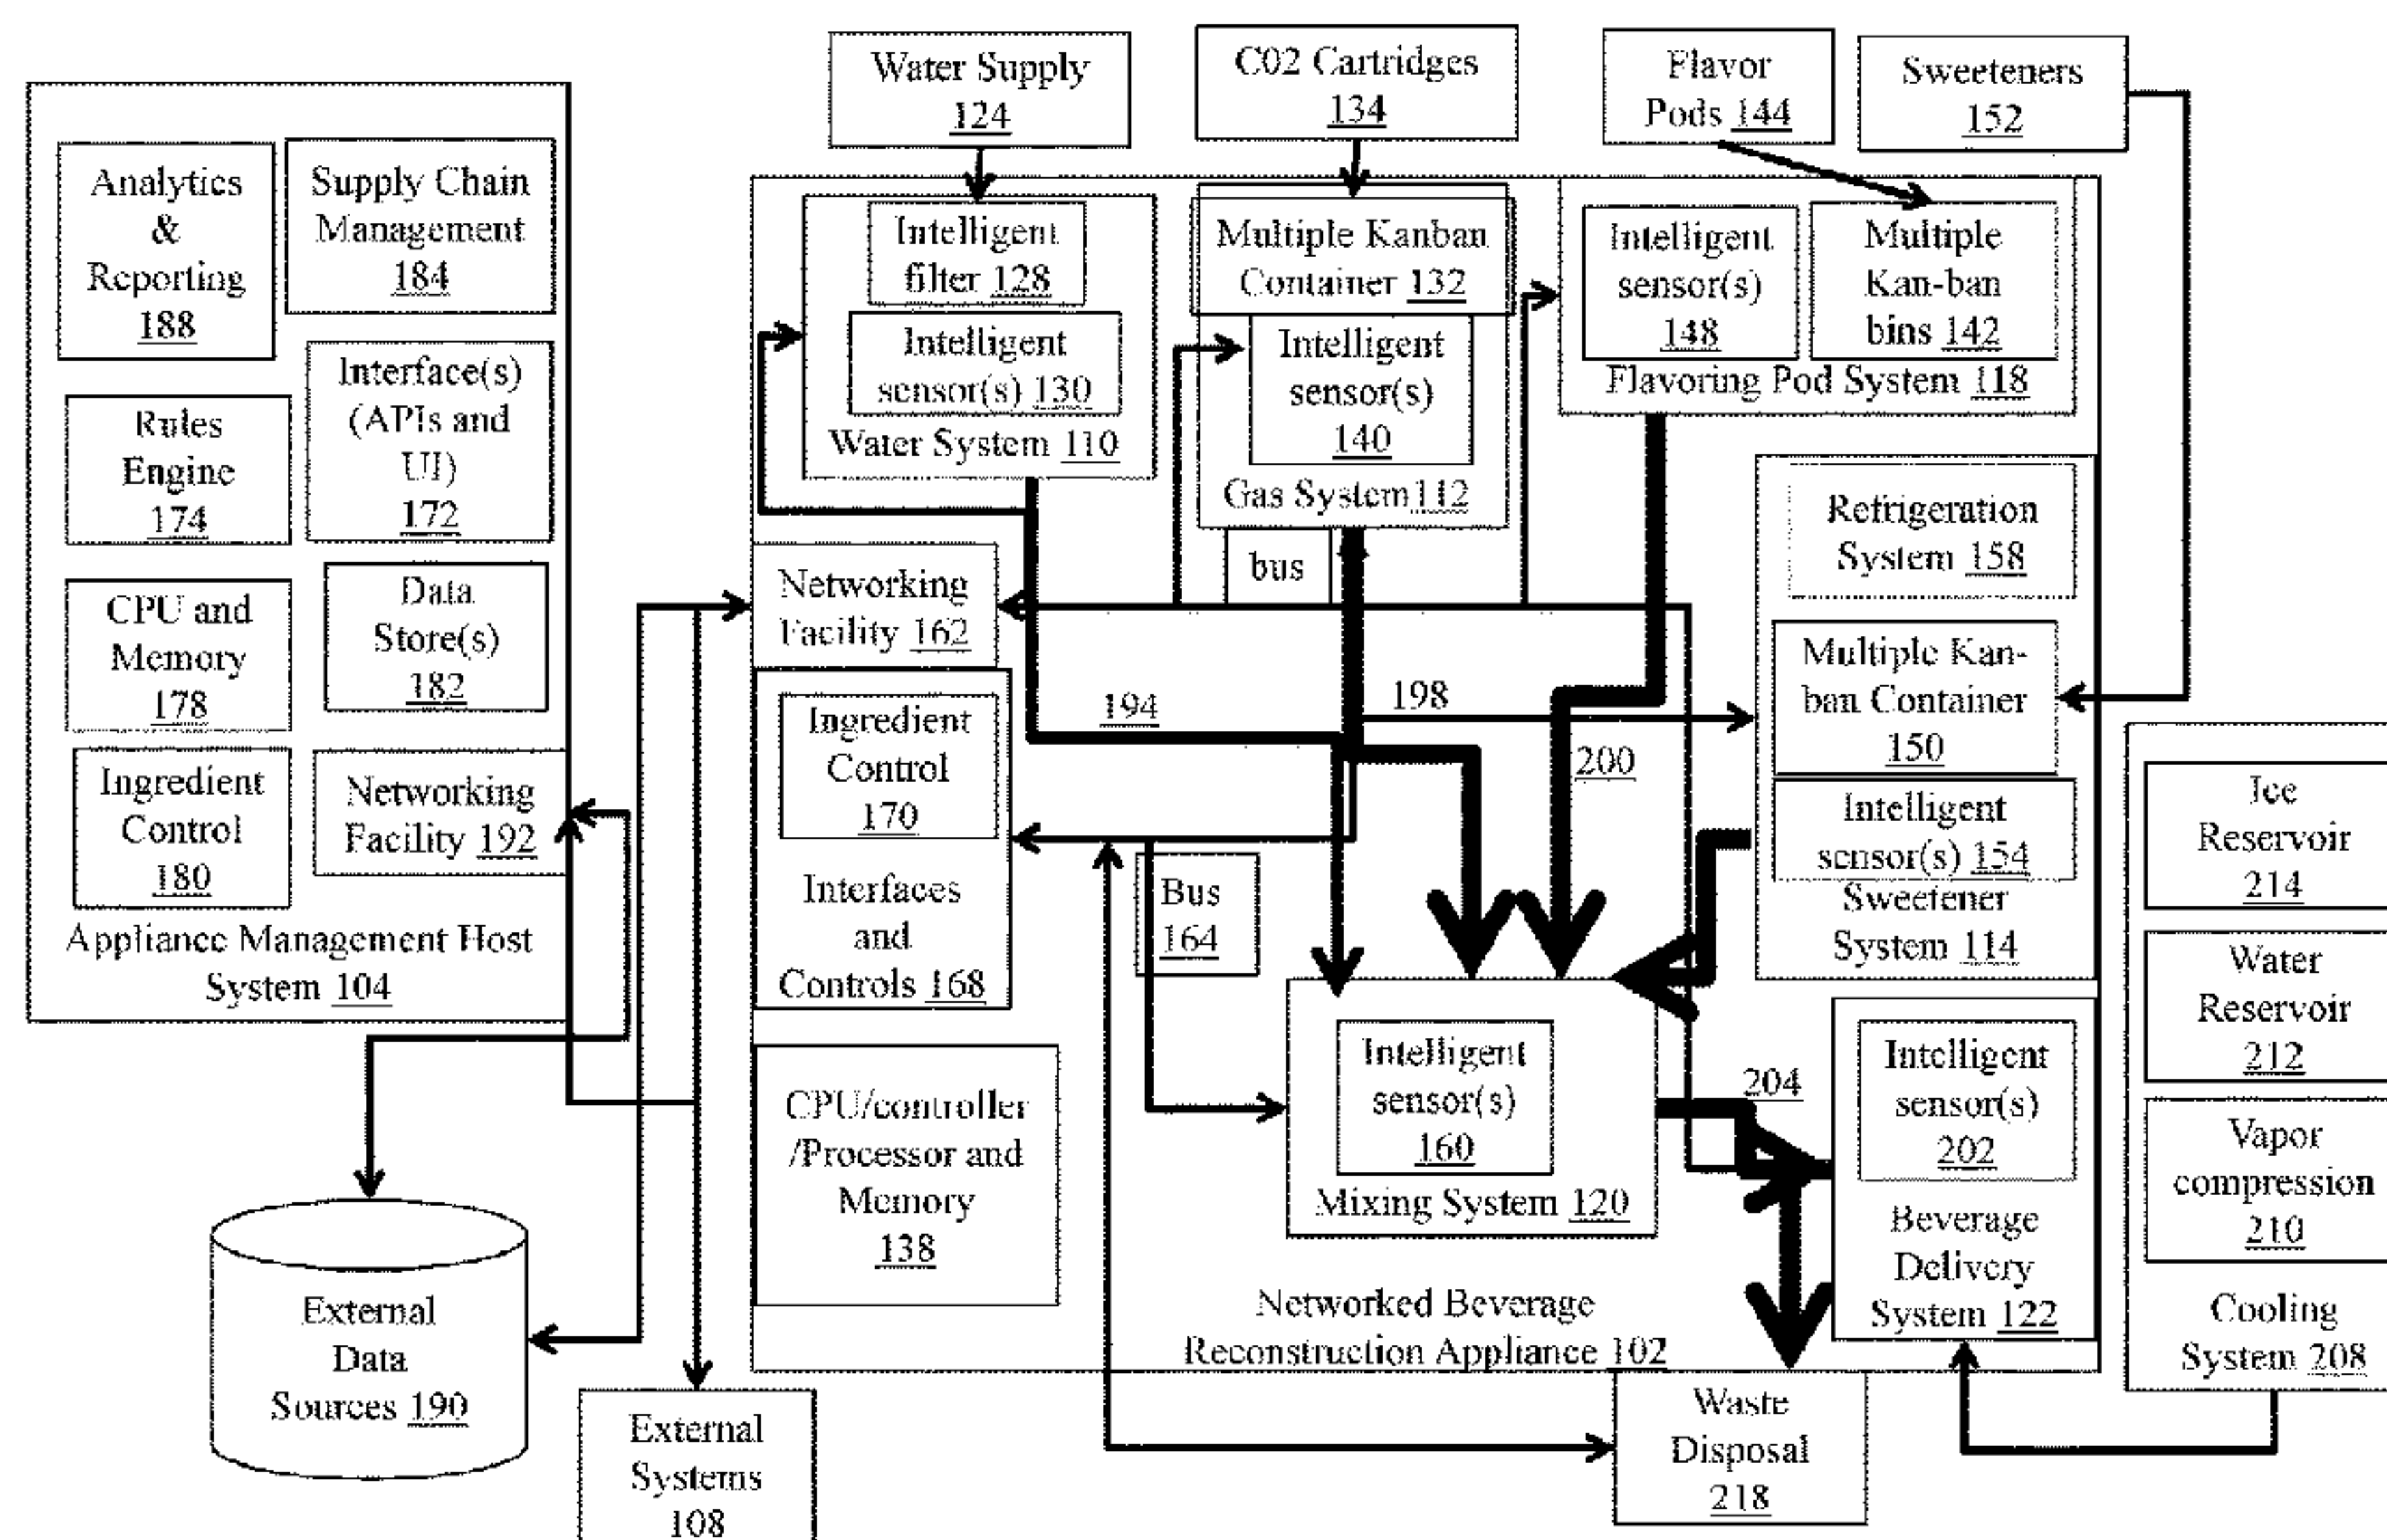 Water Supply
124
C02 Cartridges
134
Flavor
Pods 144
Sweeteners
152
Analytics
&
Reporting
188
Supply Chain
Management
184
Rules
Engine
174
Interface(s)
(APIs and
UI)
172
CPU and
Memory
178
Data
Store(s)
182
Ingredient
Control
180
Networking
Facility 192
Appliance Management Host
System 104
Intelligent
filter 128
Intelligent
sensor(s) 130
Water System 110
Multiple Kanban
Container 132
Intelligent
sensor(s)
140
Gas System112
bus
Intelligent
sensor(s)
148
Multiple
Kan-ban
bins 142
Flavoring Pod System 118
Networking
Facility 162
Ingredient
Control
170
Interfaces
and
Controls 168
194
198
200
Bus
164
Refrigeration
System 158
Multiple Kan-
ban Container
150
Intelligent
sensor(s) 154
Sweetener
System 114
CPU/controller
/Processor and
Memory
138
Intelligent
sensor(s)
160
Mixing System 120
204
Intelligent
sensor(s)
202
Beverage
Delivery
System 122
Networked Beverage
Reconstruction Appliance 102
Ice
Reservoir
214
Water
Reservoir
212
Vapor
compression
210
Cooling
System 208
External
Data
Sources 190
External
Systems
108
Waste
Disposal
218